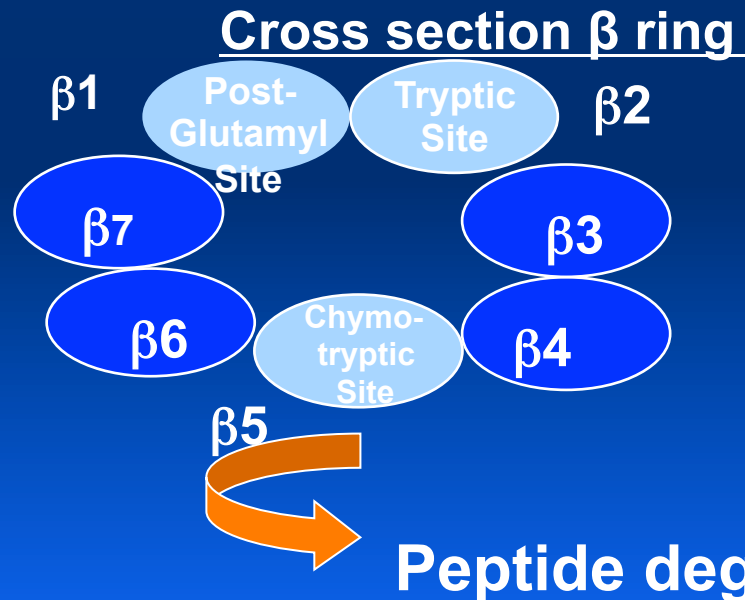 Cross section β ring
β1
Post-
Glutamyl
Site
Tryptic
Site
β2
β7
β3
β6
Chymo-
tryptic
Site
β4
β5
Peptide deg